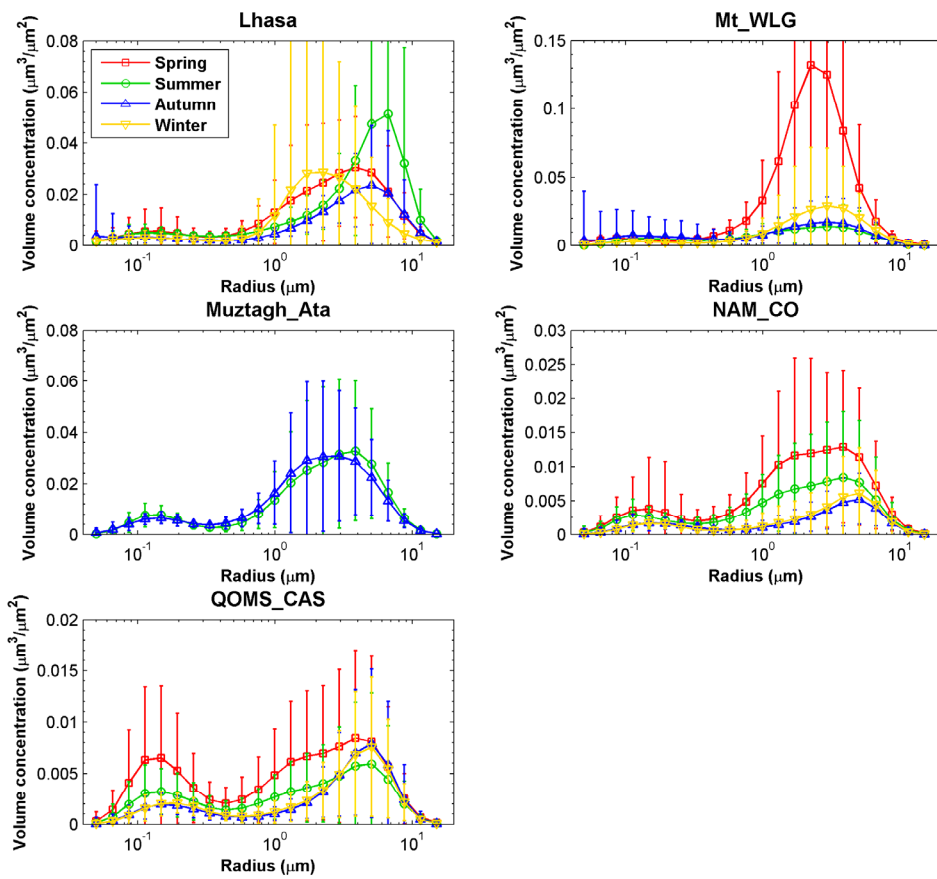 Lhasa
Volume concentration (μm³/μm²)
0.08
0.06
0.04
0.02
0
Spring
Summer
Autumn
Winter
10⁻¹ 10⁰ 10¹
Radius (μm)
Mt_WLG
Volume concentration (μm³/μm²)
0.15
0.1
0.05
0
10⁻¹ 10⁰ 10¹
Radius (μm)
Muztagh_Ata
Volume concentration (μm³/μm²)
0.08
0.06
0.04
0.02
0
10⁻¹ 10⁰ 10¹
Radius (μm)
NAM_CO
Volume concentration (μm³/μm²)
0.03
0.025
0.02
0.015
0.01
0.005
0
10⁻¹ 10⁰ 10¹
Radius (μm)
QOMS_CAS
Volume concentration (μm³/μm²)
0.02
0.015
0.01
0.005
0
10⁻¹ 10⁰ 10¹
Radius (μm)